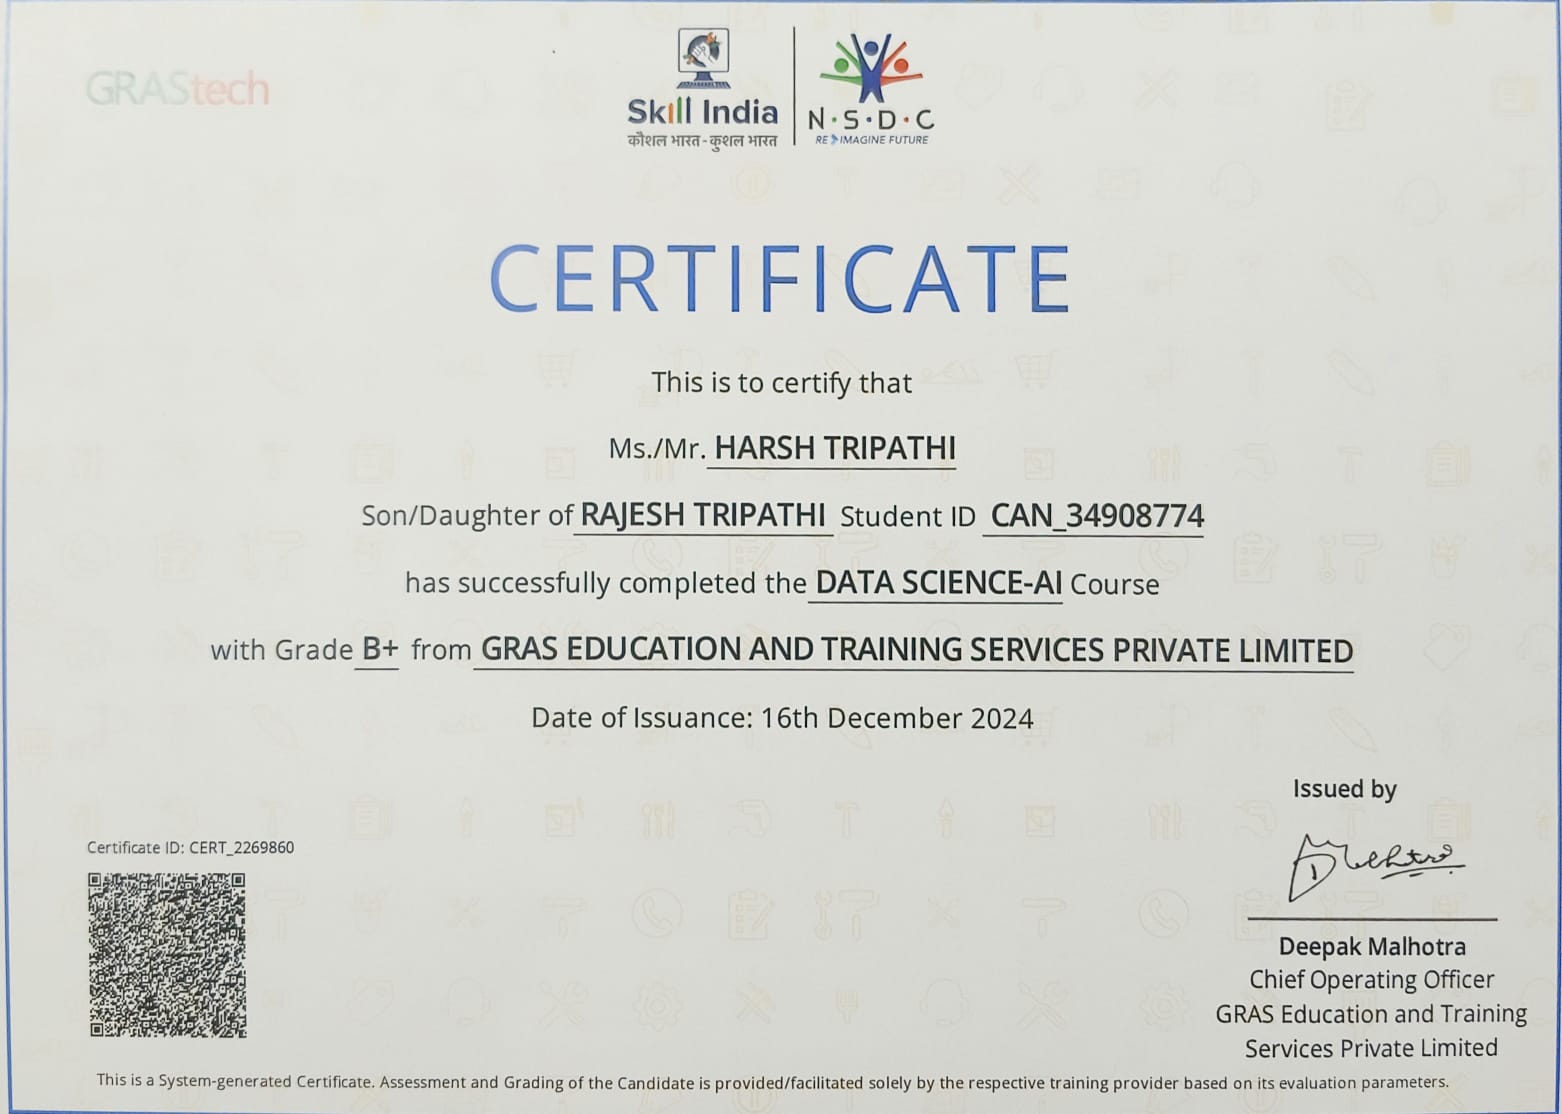 GRAStech
Skill India
कौशल भारत - कुशल भारत
N·S·D·C
RE IMAGINE FUTURE
CERTIFICATE
This is to certify that
Ms./Mr. HARSH TRIPATHI
Son/Daughter of RAJESH TRIPATHI Student ID CAN_34908774
has successfully completed the DATA SCIENCE-AI Course
with Grade B+ from GRAS EDUCATION AND TRAINING SERVICES PRIVATE LIMITED
Date of Issuance: 16th December 2024
Issued by
Certificate ID: CERT_2269860
Deepak Malhotra
Chief Operating Officer
GRAS Education and Training
Services Private Limited
This is a System-generated Certificate. Assessment and Grading of the Candidate is provided/facilitated solely by the respective training provider based on its evaluation parameters.